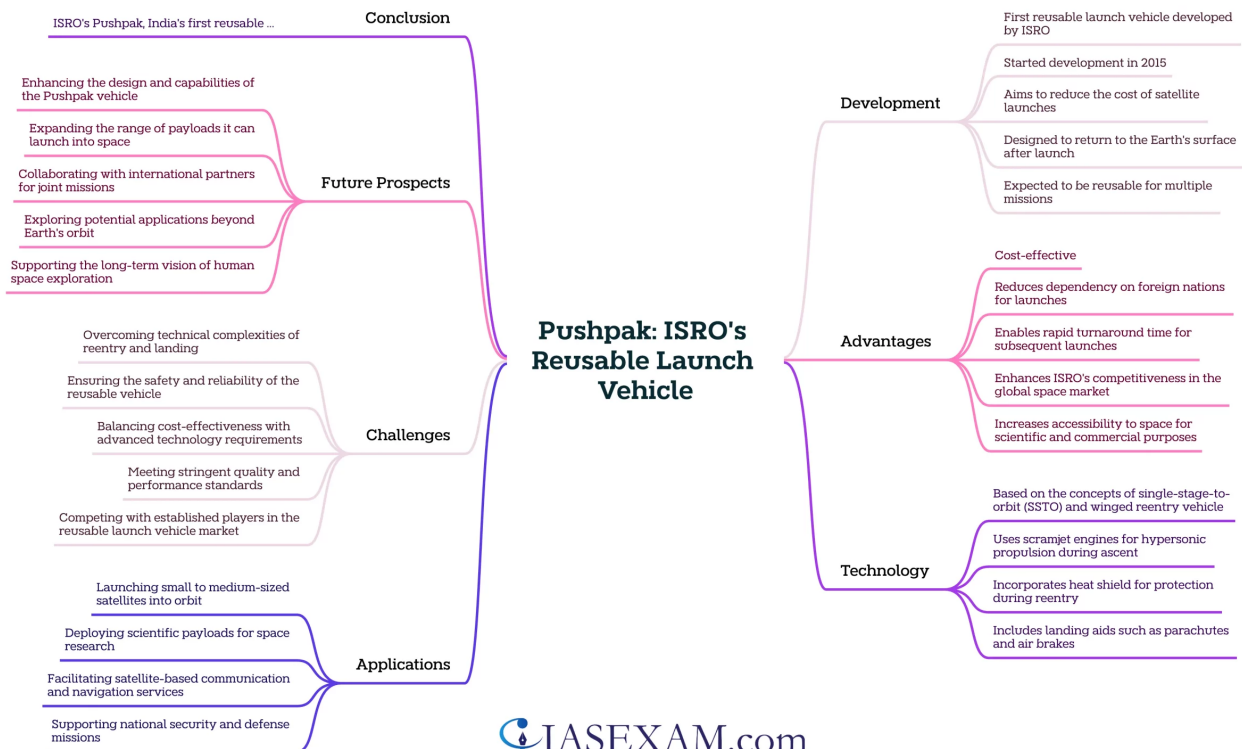 Pushpak: ISRO's
Reusable Launch
Vehicle
Development
First reusable launch vehicle developed
by ISRO
Started development in 2015
Aims to reduce the cost of satellite
launches
Designed to return to the Earth's surface
after launch
Expected to be reusable for multiple
missions
Advantages
Cost-effective
Reduces dependency on foreign nations
for launches
Enables rapid turnaround time for
subsequent launches
Enhances ISRO's competitiveness in the
global space market
Increases accessibility to space for
scientific and commercial purposes
Technology
Based on the concepts of single-stage-to-
orbit (SSTO) and winged reentry vehicle
Uses scramjet engines for hypersonic
propulsion during ascent
Incorporates heat shield for protection
during reentry
Includes landing aids such as parachutes
and air brakes
Conclusion
ISRO's Pushpak, India's first reusable ...
Future Prospects
Enhancing the design and capabilities of
the Pushpak vehicle
Expanding the range of payloads it can
launch into space
Collaborating with international partners
for joint missions
Exploring potential applications beyond
Earth's orbit
Supporting the long-term vision of human
space exploration
Challenges
Overcoming technical complexities of
reentry and landing
Ensuring the safety and reliability of the
reusable vehicle
Balancing cost-effectiveness with
advanced technology requirements
Meeting stringent quality and
performance standards
Competing with established players in the
reusable launch vehicle market
Applications
Launching small to medium-sized
satellites into orbit
Deploying scientific payloads for space
research
Facilitating satellite-based communication
and navigation services
Supporting national security and defense
missions
IASEXAM.com